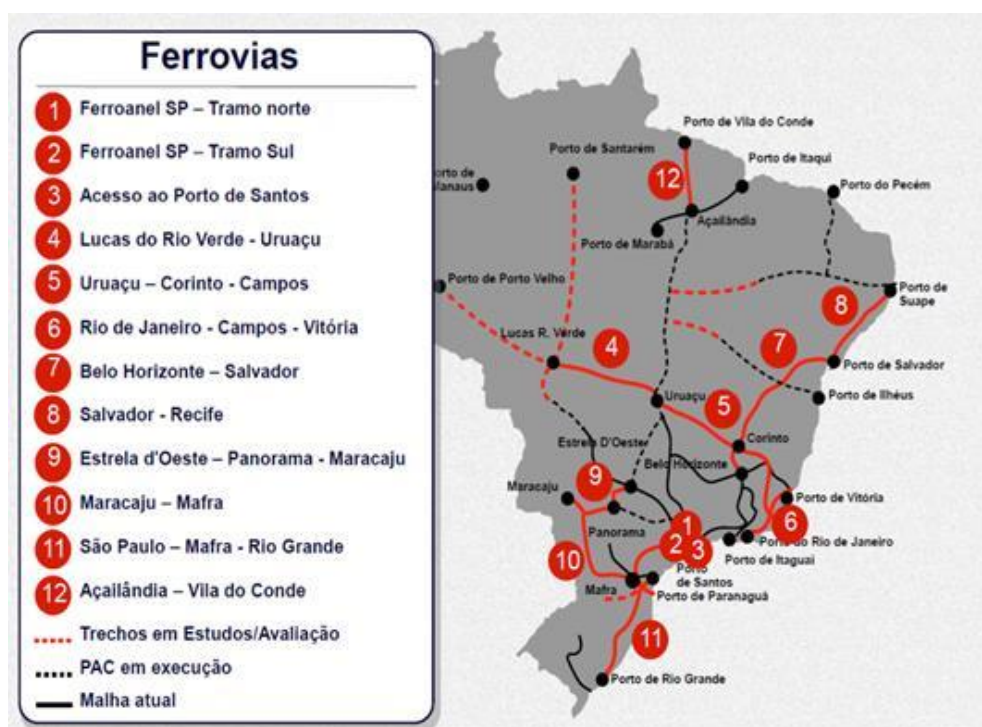 Ferrovias
1 Ferroanel SP – Tramo norte
2 Ferroanel SP – Tramo Sul
3 Acesso ao Porto de Santos
4 Lucas do Rio Verde - Uruaçu
5 Uruaçu – Corinto - Campos
6 Rio de Janeiro - Campos - Vitória
7 Belo Horizonte – Salvador
8 Salvador - Recife
9 Estrela d'Oeste – Panorama - Maracaju
10 Maracaju – Mafra
11 São Paulo – Mafra - Rio Grande
12 Açailândia – Vila do Conde
Trechos em Estudos/Avaliação
PAC em execução
Malha atual
Porto de Vila do Conde
Porto de Santarém
Porto de Itaqui
orto de
Manaus
12
Porto do Pecém
Açailândia
Porto de Marabá
Porto de Porto Velho
Porto de
Suape
8
Lucas R. Verde
4
7
Porto de Salvador
Uruaçu
5
Porto de Ilhéus
Estrela D'Oeste
Corinto
Belo Horizonte
9
Maracaju
Porto de Vitória
Panorama
1
6
2
3
Porto do Rio de Janeiro
10
Porto de Itaguai
Porto
de Santos
Mafra
Porto de Paranaguá
11
Porto de Rio Grande